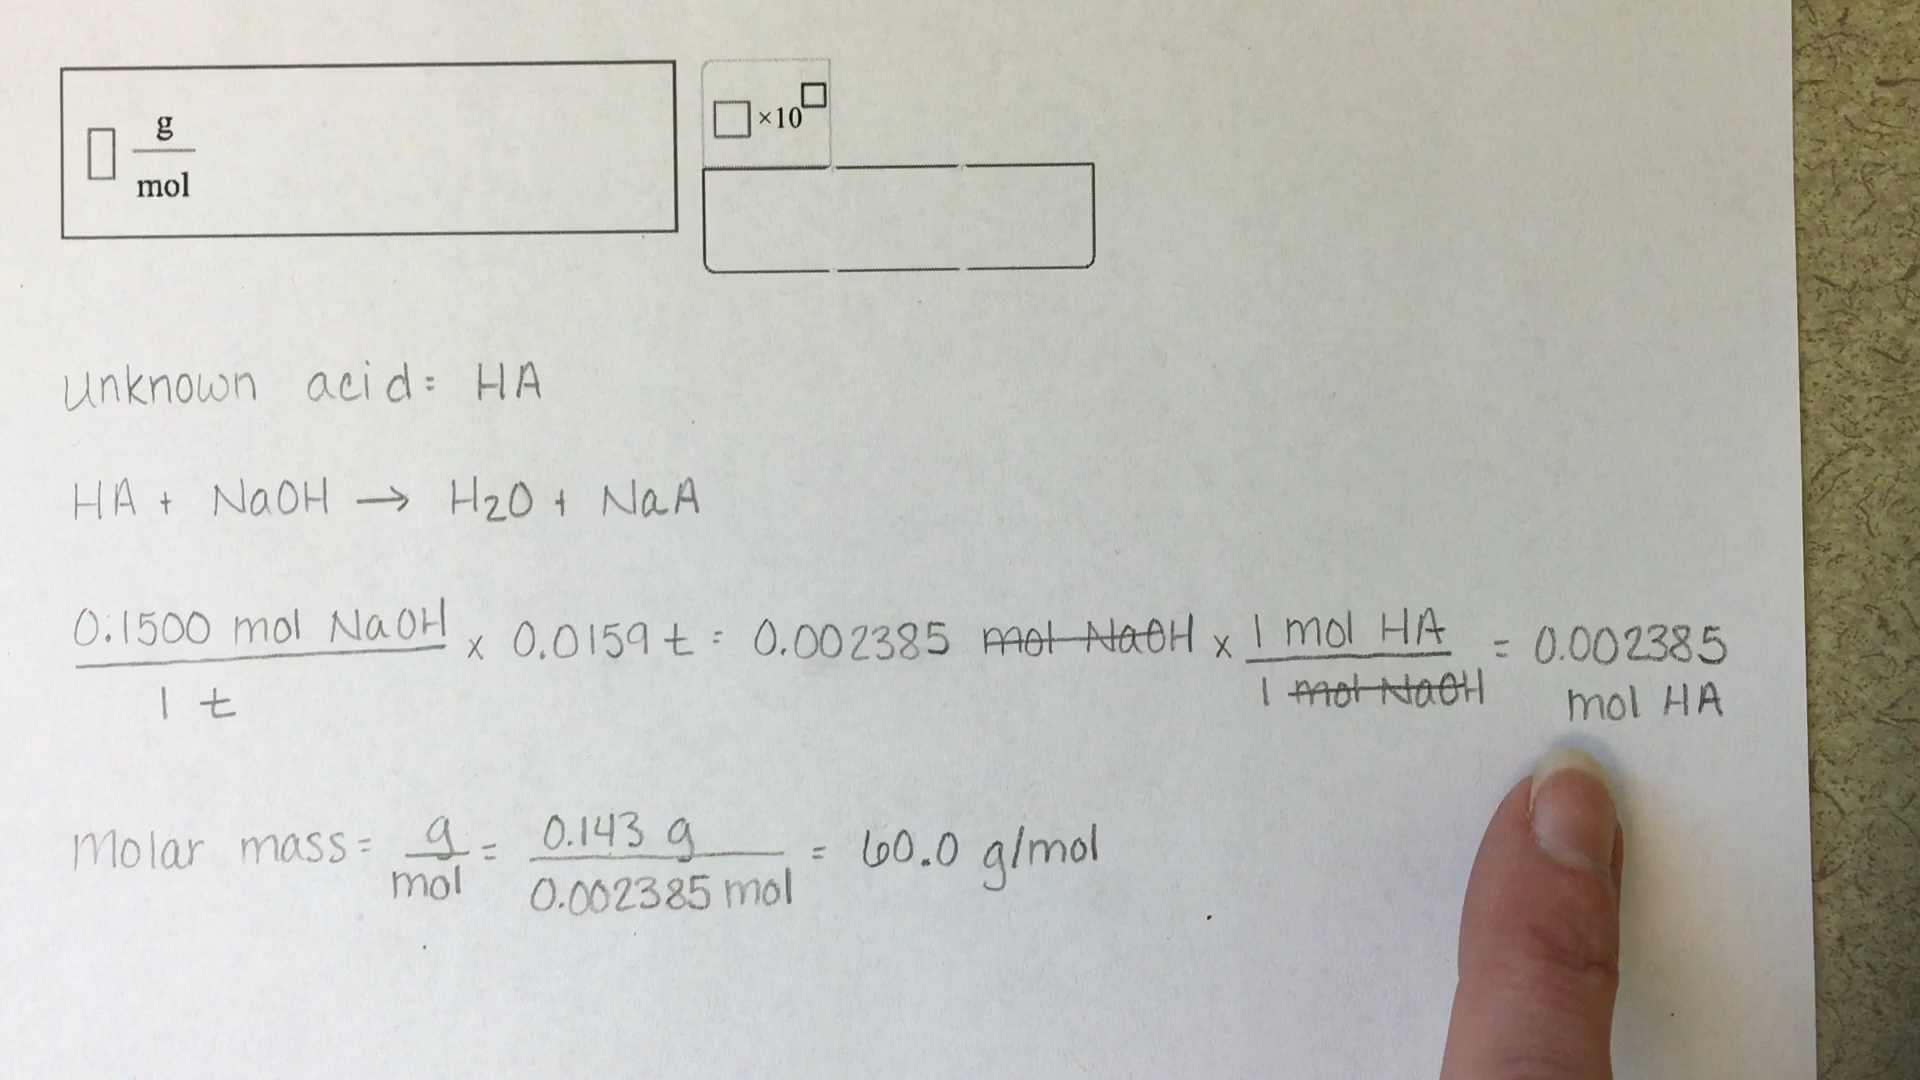 g
mol
×10
Unknown acid: HA
HA + NaOH → H2O + NaA
0.1500 mol NaOH / 1 L × 0.0159 L = 0.002385 mol NaOH × 1 mol HA / 1 mol NaOH = 0.002385 mol HA
Molar mass = g / mol = 0.143 g / 0.002385 mol = 60.0 g/mol